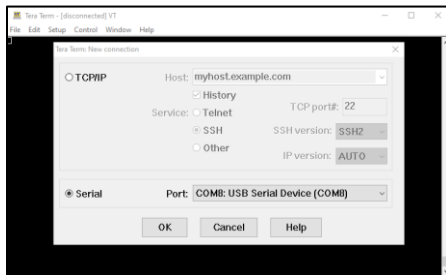 Tera Term - [disconnected] VT
File Edit Setup Control Window Help
Tera Term: New connection
TCP/IP
Host: myhost.example.com
History
Service: Telnet
TCP port#: 22
SSH
SSH version: SSH2
Other
IP version: AUTO
Serial
Port: COM8: USB Serial Device (COM8)
OK Cancel Help